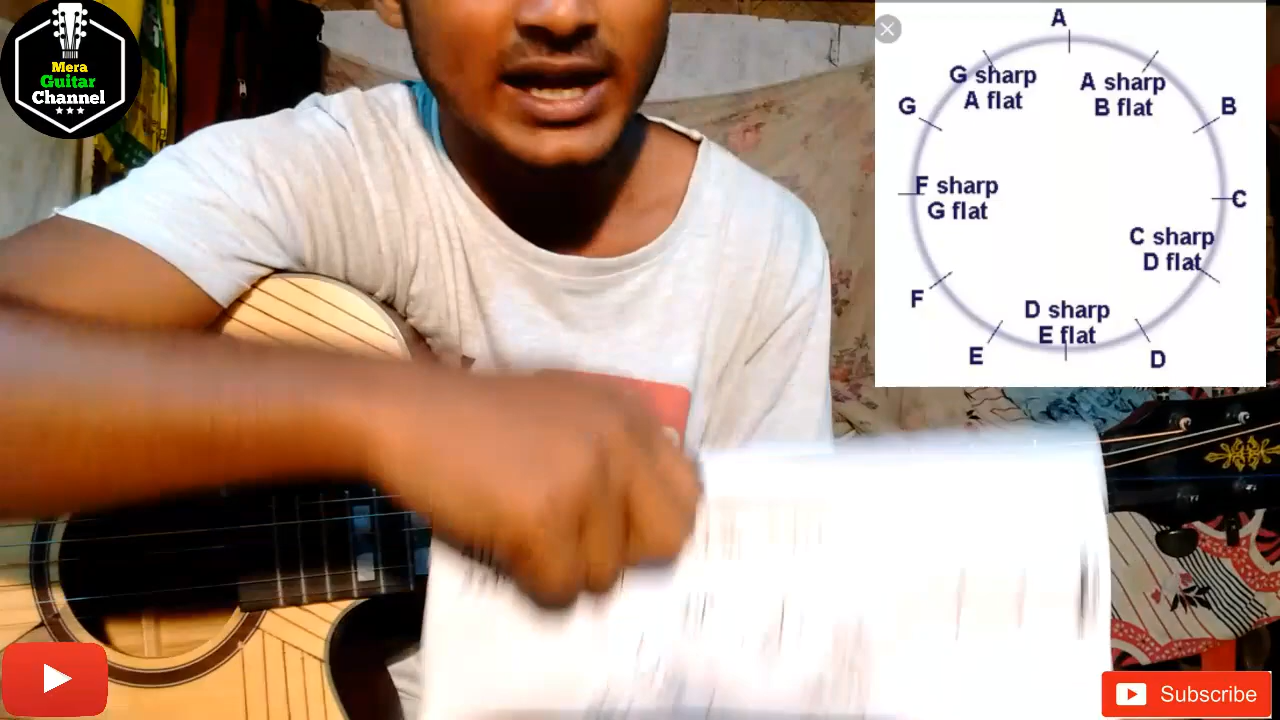 Mera
Guitar
Channel
A
G sharp
A flat
A sharp
B flat
G
B
F sharp
G flat
C
C sharp
D flat
F
D sharp
E flat
E
D
Subscribe